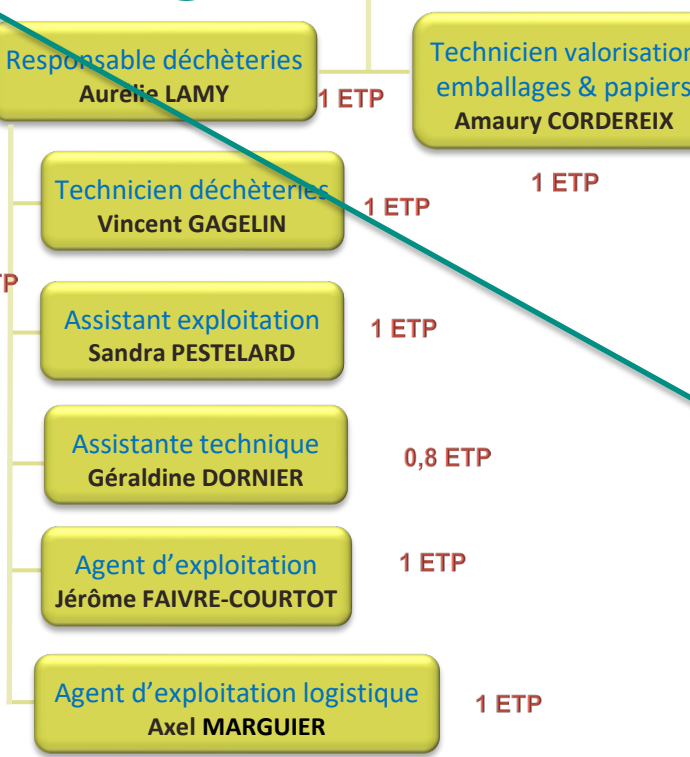 Responsable déchèteries
Aurélie LAMY
1 ETP
Technicien valorisation
emballages & papiers
Amaury CORDEREIX
1 ETP
Technicien déchèteries
Vincent GAGELIN
1 ETP
Assistant exploitation
Sandra PESTELARD
1 ETP
Assistante technique
Géraldine DORNIER
0,8 ETP
Agent d’exploitation
Jérôme FAIVRE-COURTOT
1 ETP
Agent d’exploitation logistique
Axel MARGUIER
1 ETP